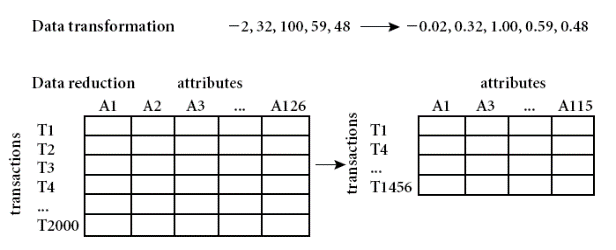 Data transformation −2, 32, 100, 59, 48 → −0.02, 0.32, 1.00, 0.59, 0.48
Data reduction attributes
A1 A2 A3 ... A126
transactions
T1
T2
T3
T4
...
T2000
attributes
A1 A3 ... A115
transactions
T1
T4
...
T1456